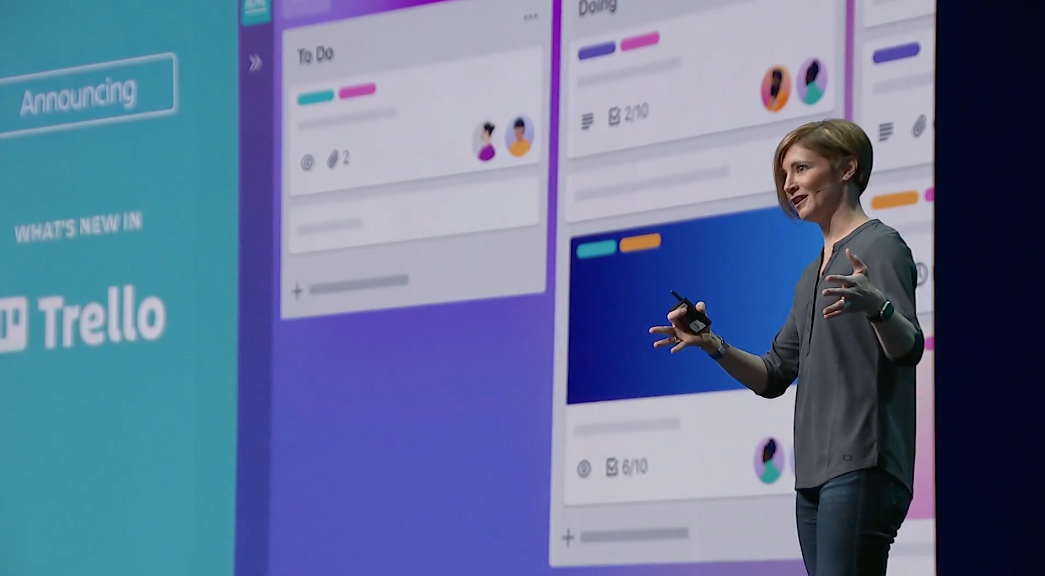 Announcing
WHAT'S NEW IN
Trello
To Do
2
Doing
2/10
6/10